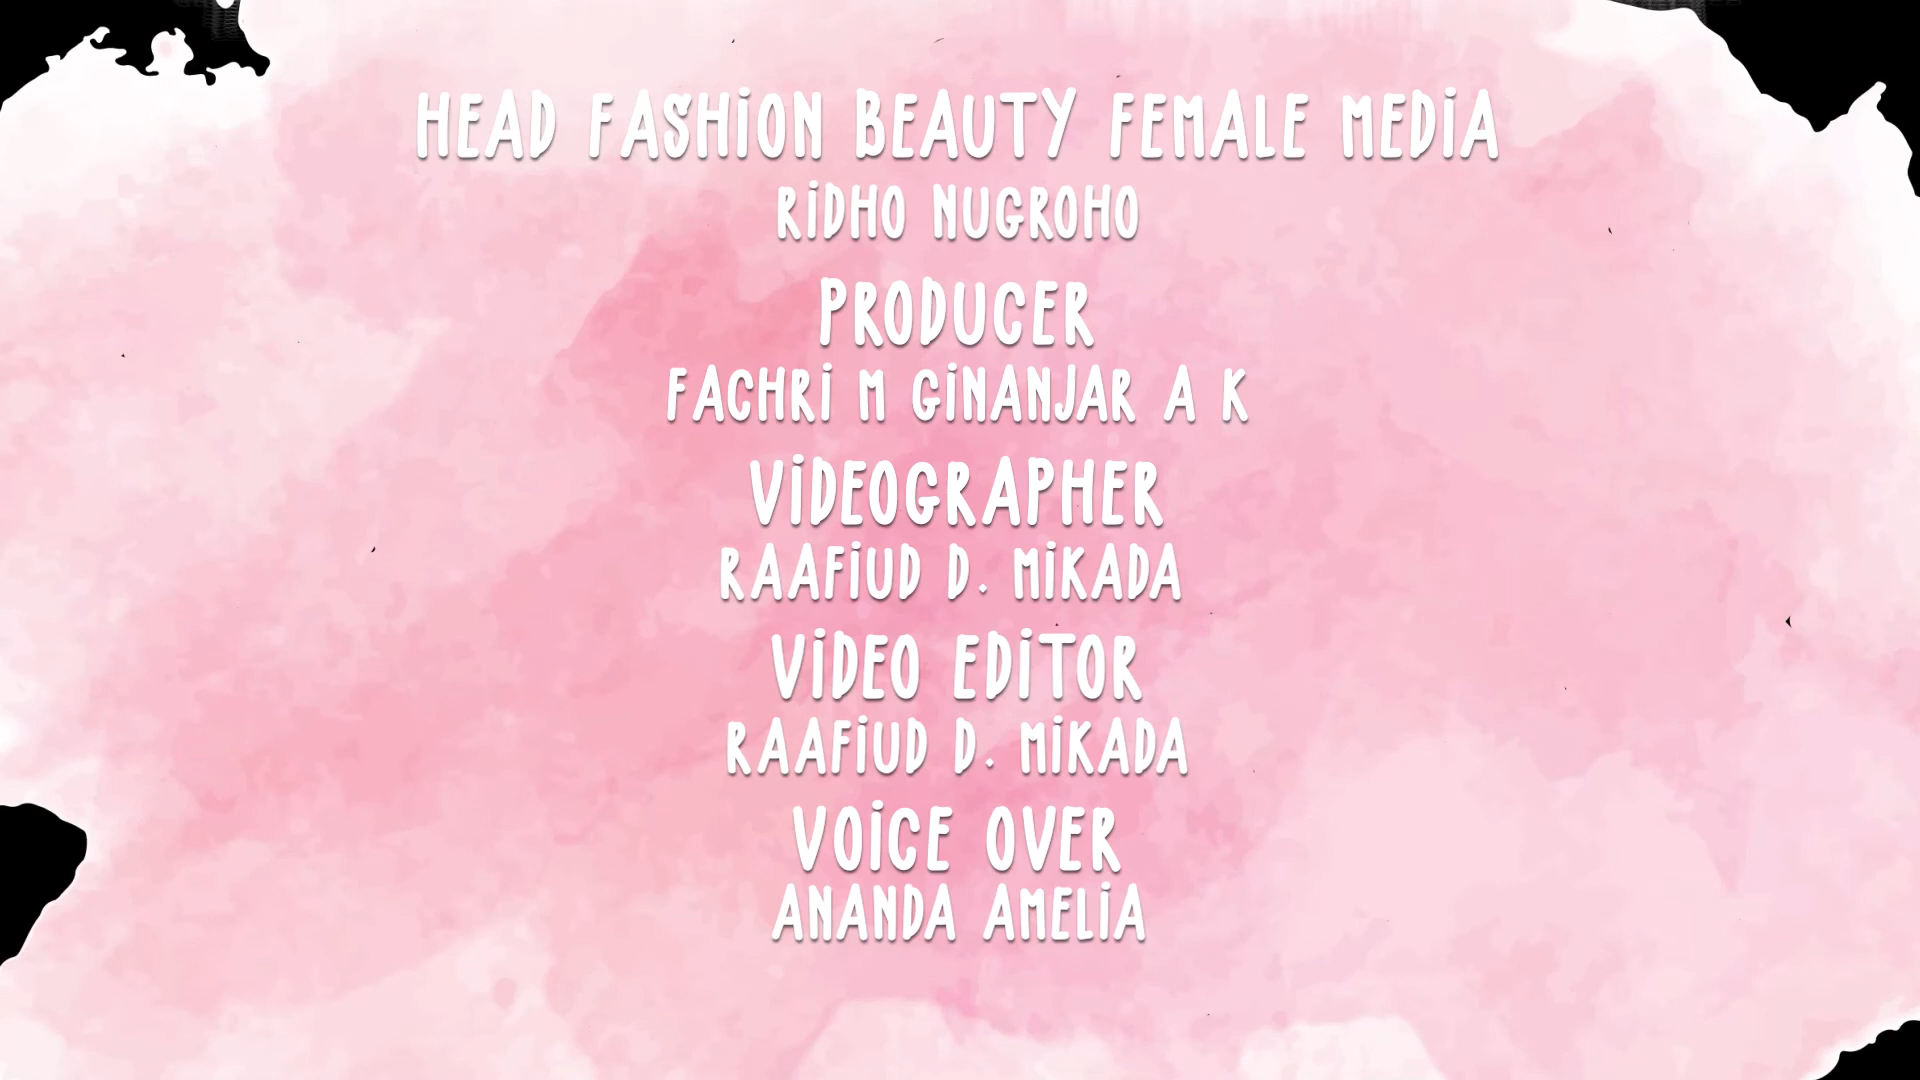 HEAD FASHiON BEAUTY FEMALE MEDiA
RiDHO NUGROHO
PRODUCER
FACHRi M GiNANJAR A K
ViDEOGRAPHER
RAAFiUD D. MiKADA
ViDEO EDiTOR
RAAFiUD D. MiKADA
VOiCE OVER
ANANDA AMELiA